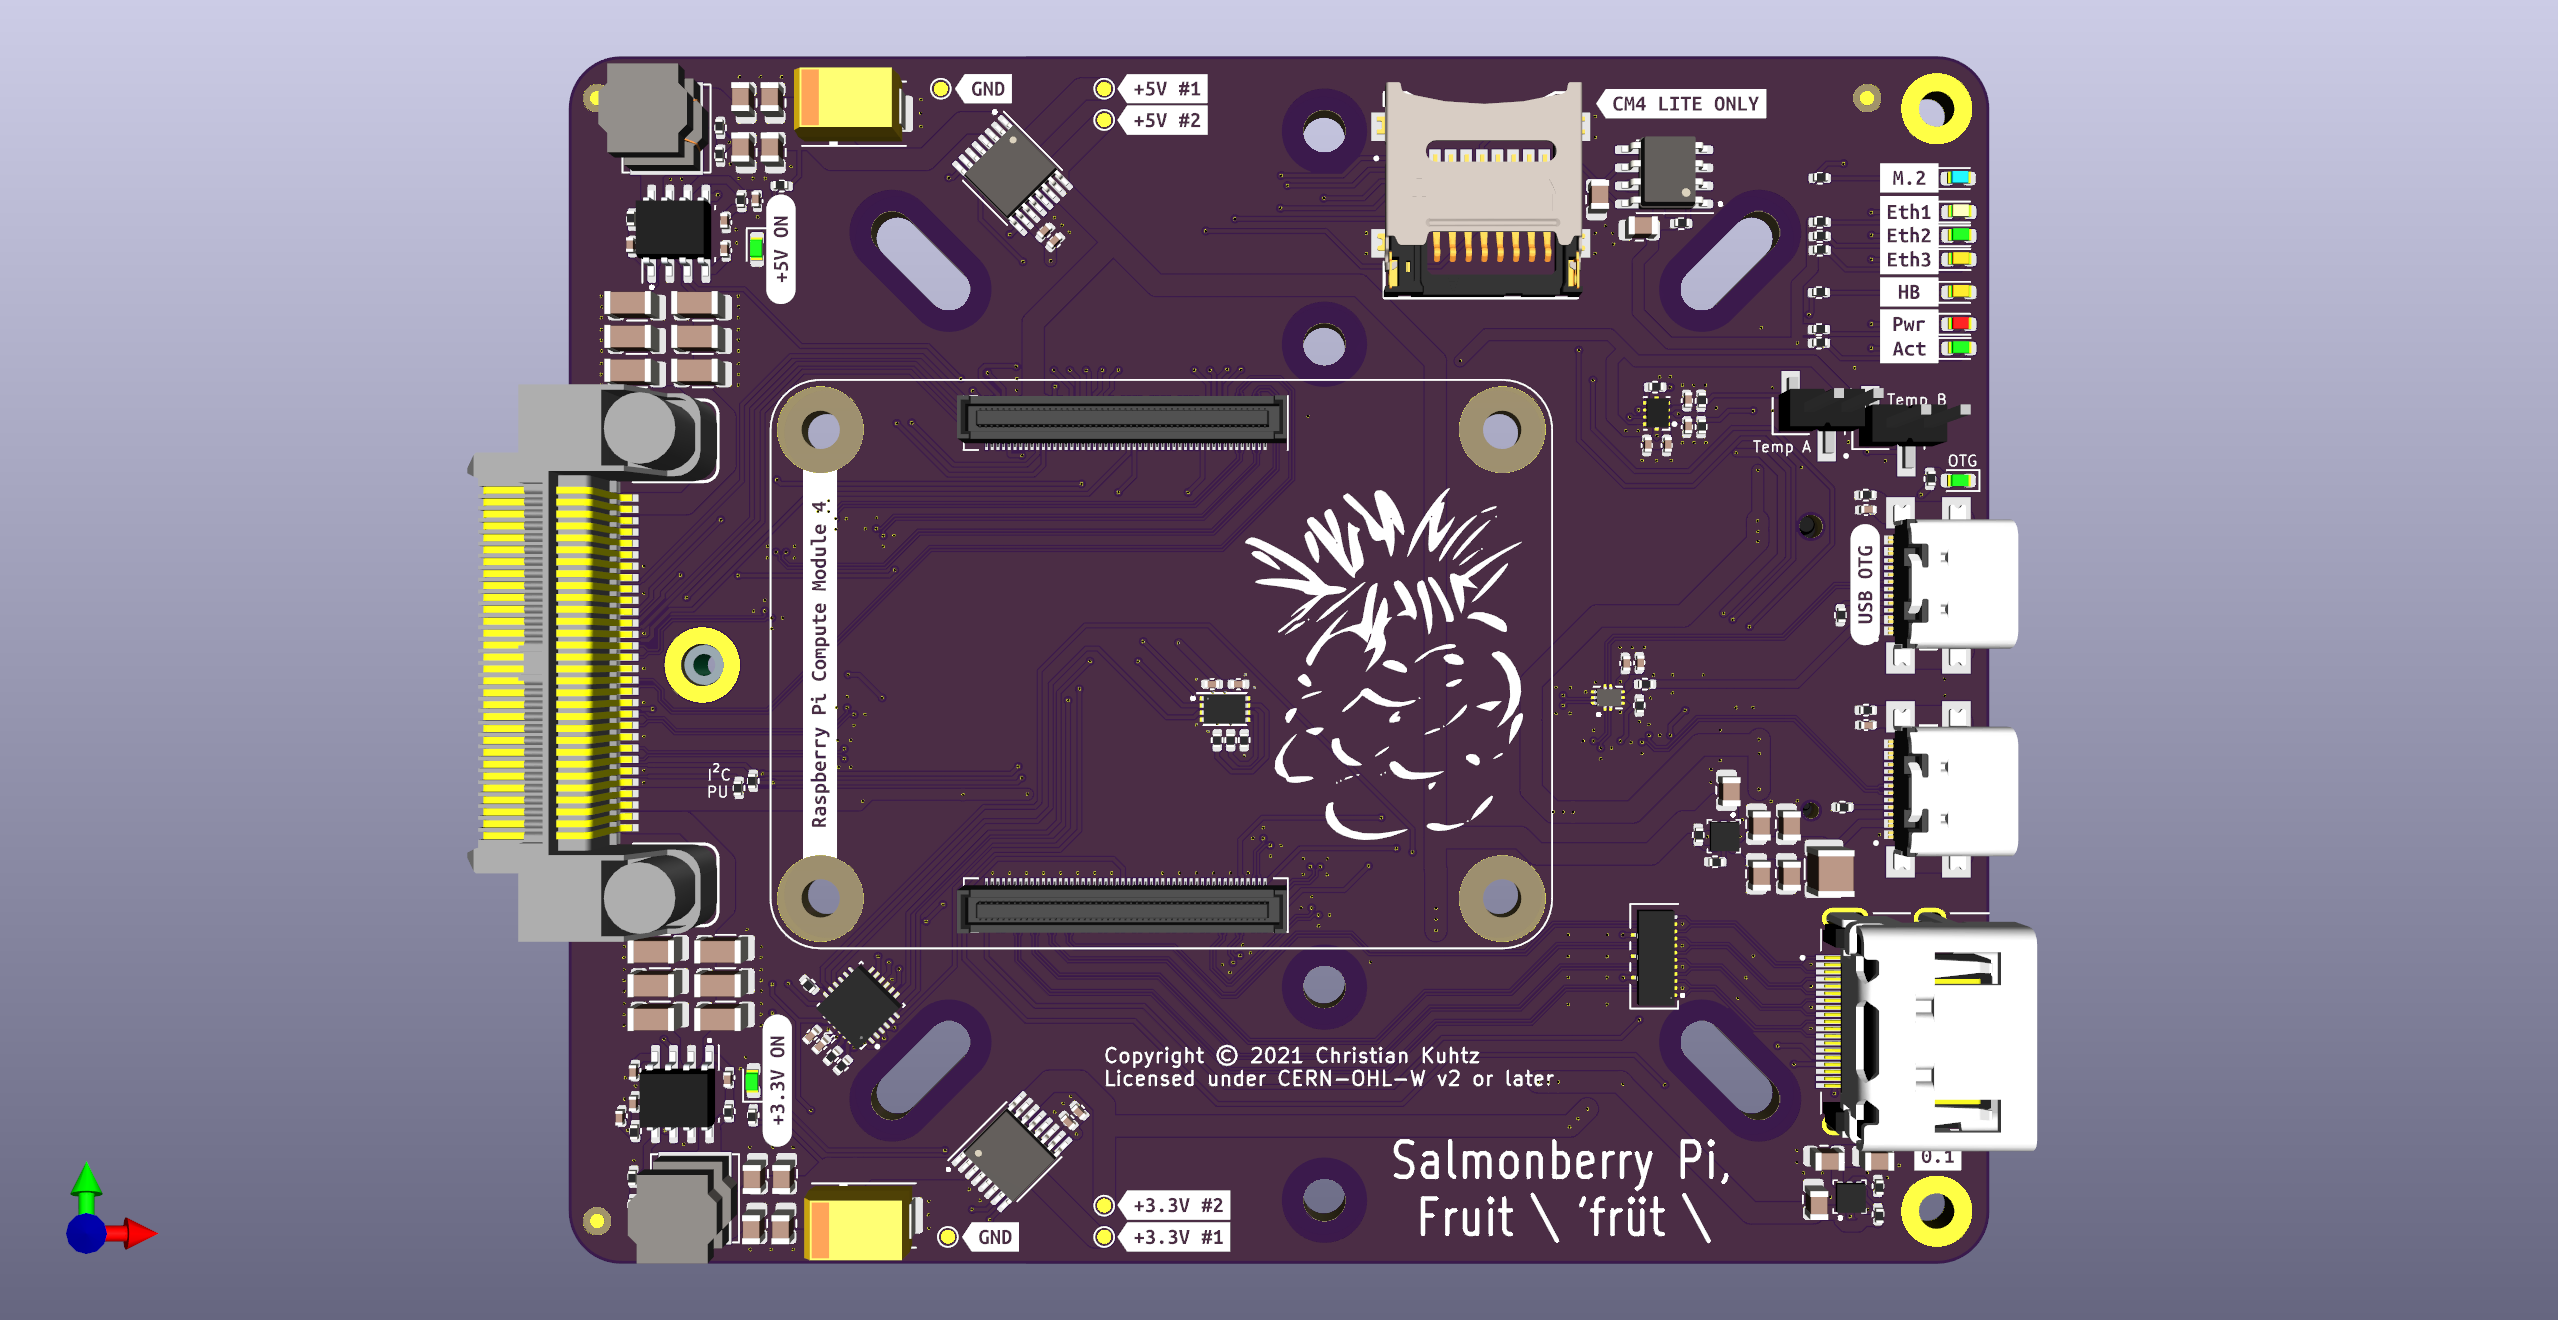 GND
+5V #1
+5V #2
CM4 LITE ONLY
M.2
Eth1
Eth2
Eth3
HB
Pwr
Act
+5V ON
Temp B
Temp A
OTG
USB OTG
Raspberry Pi Compute Module 4
I²C
PU
+3.3V ON
Copyright © 2021 Christian Kuhtz
Licensed under CERN-OHL-W v2 or later
Salmonberry Pi,
Fruit \ ‘früt \
0.1
+3.3V #2
+3.3V #1
GND